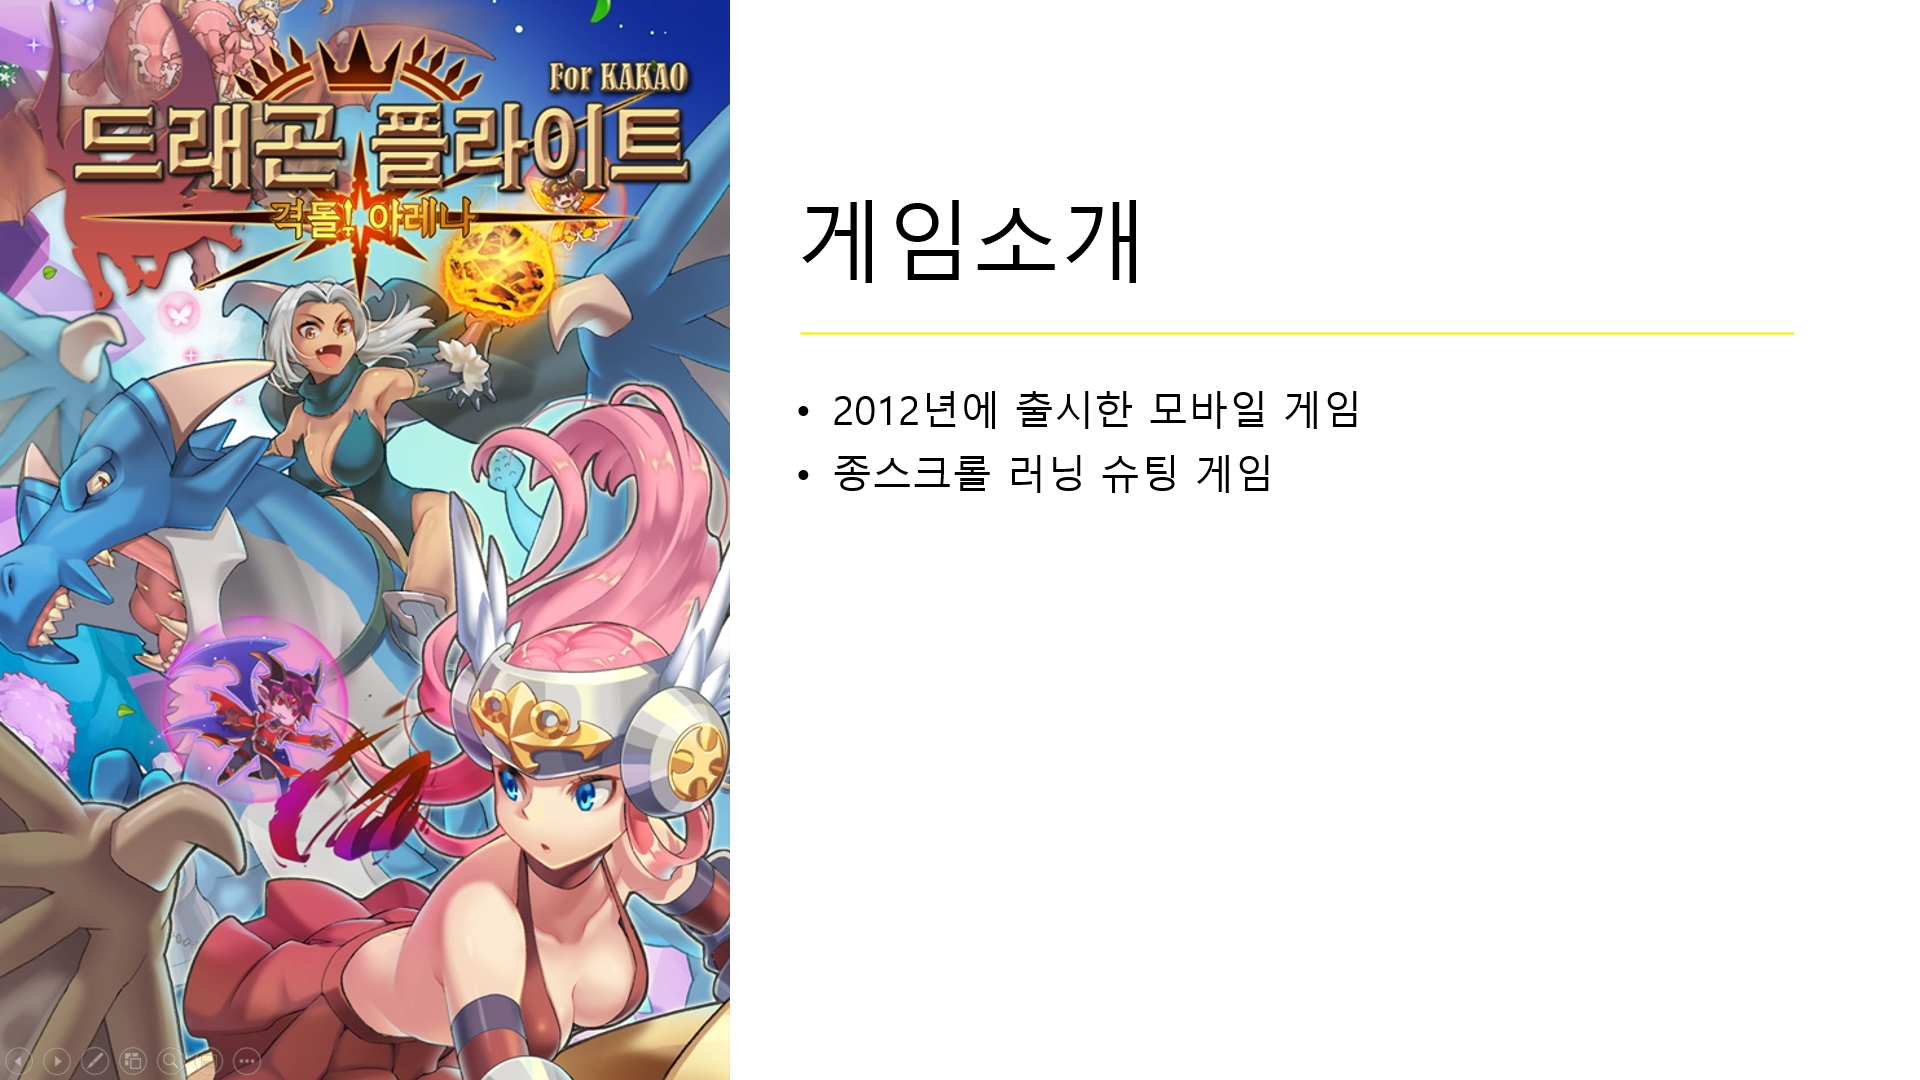 For KAKAO
드래곤 플라이트
격돌! 아레나
게임소개
• 2012년에 출시한 모바일 게임
• 종스크롤 러닝 슈팅 게임